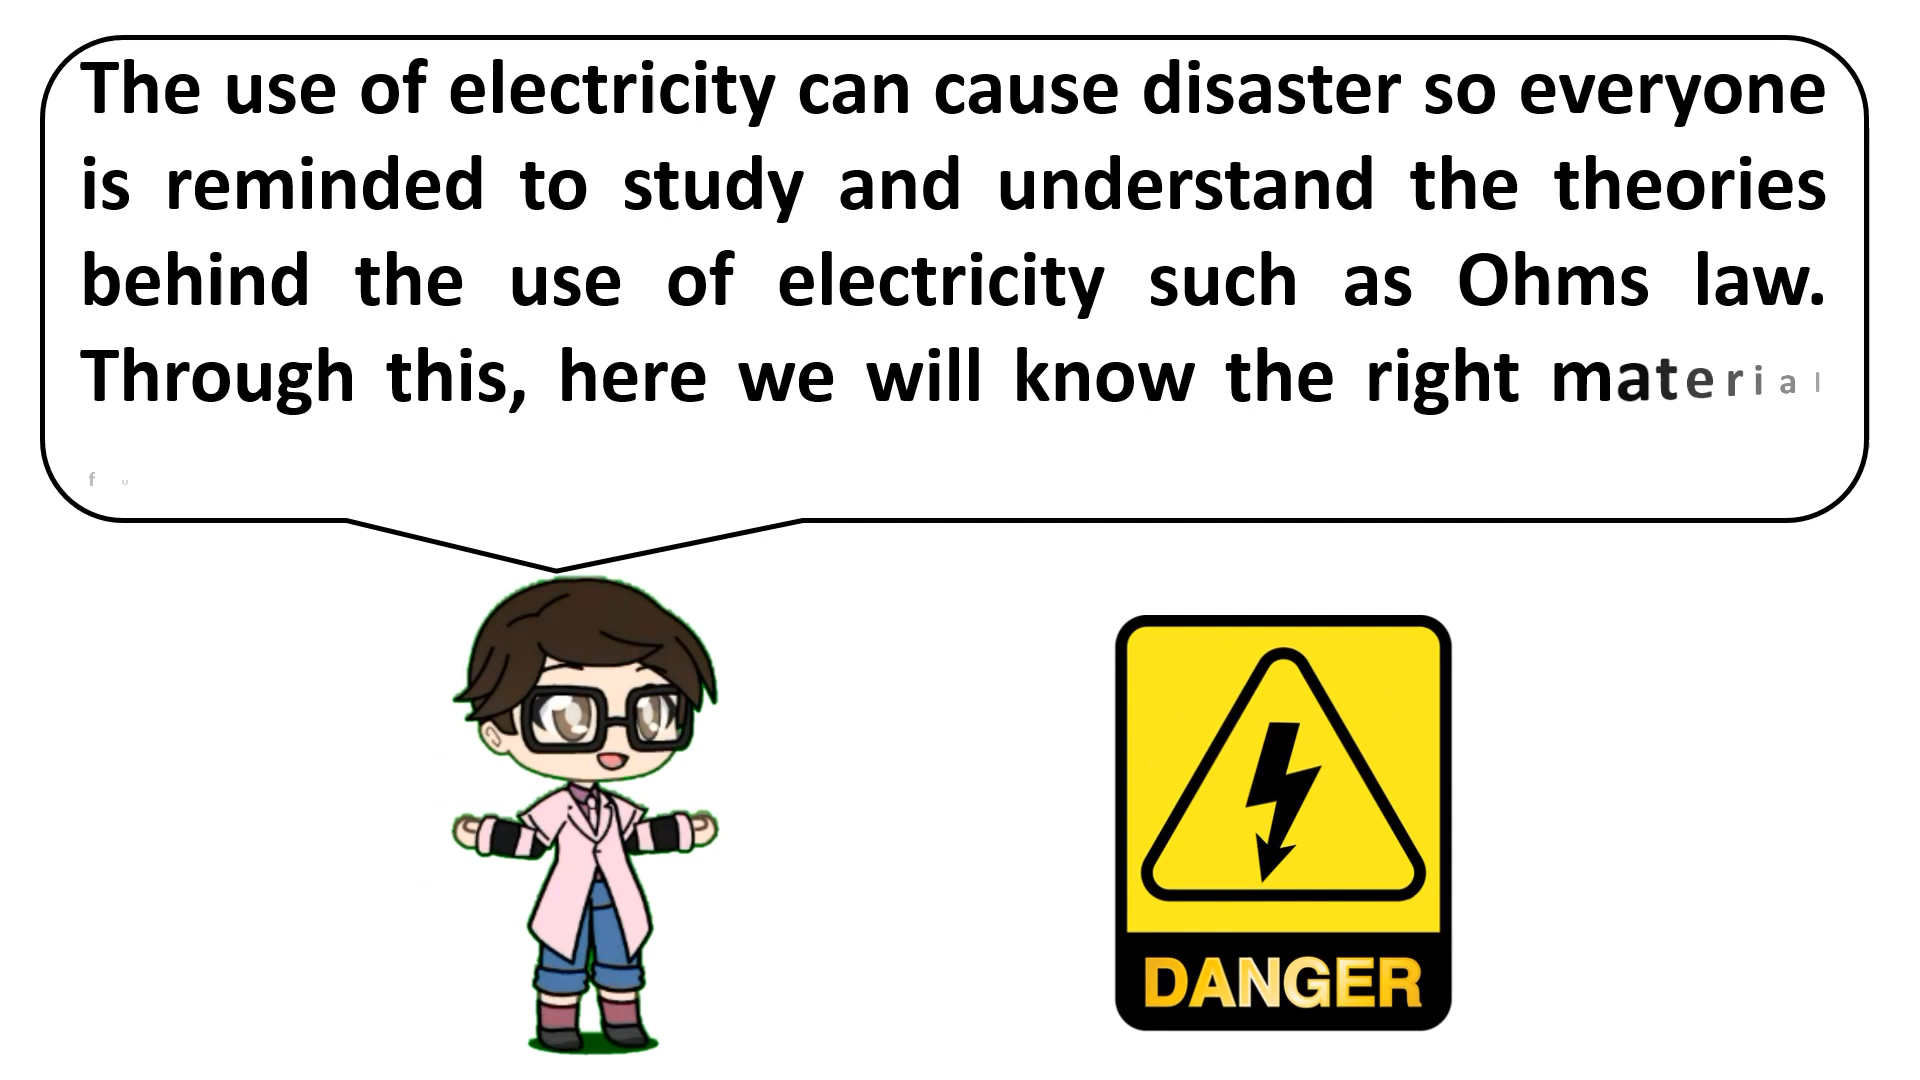 The use of electricity can cause disaster so everyone
is reminded to study and understand the theories
behind the use of electricity such as Ohms law.
Through this, here we will know the right material
f u
DANGER